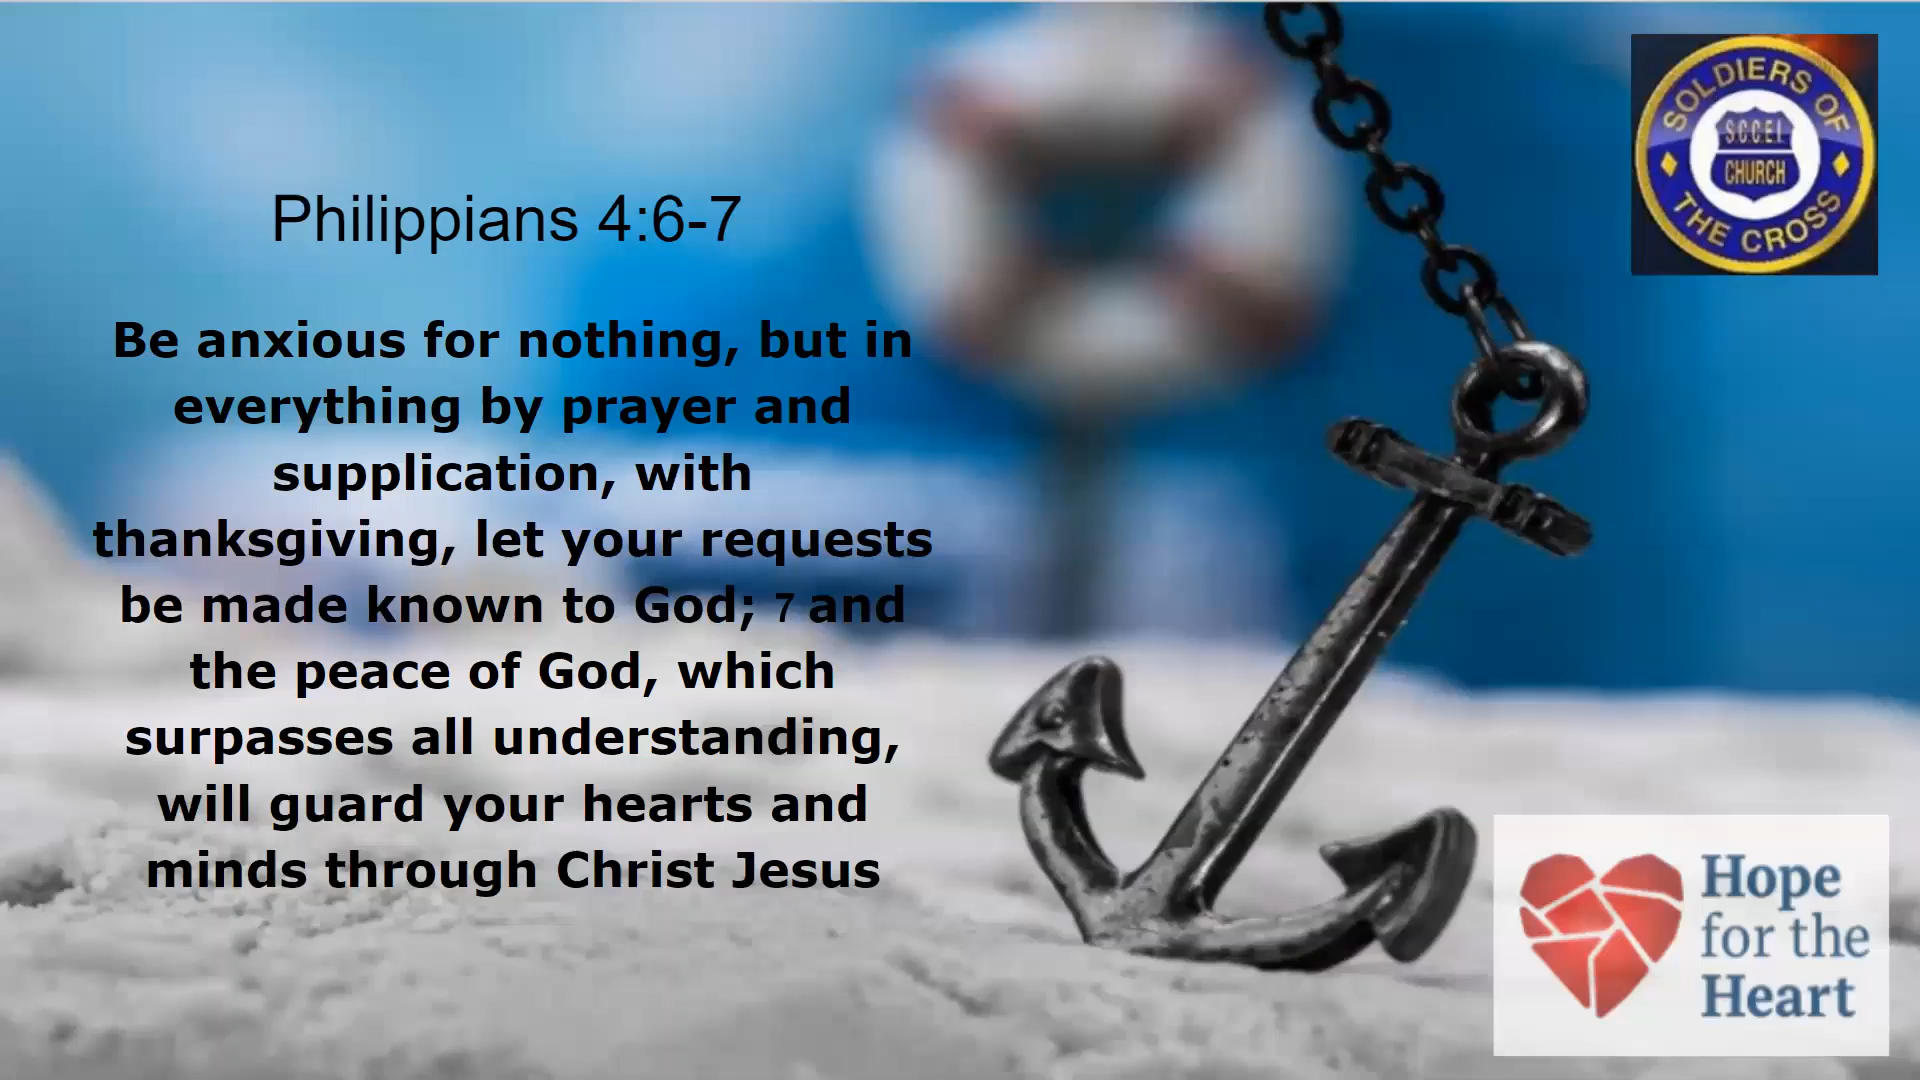 Philippians 4:6-7
Be anxious for nothing, but in
everything by prayer and
supplication, with
thanksgiving, let your requests
be made known to God; 7 and
the peace of God, which
surpasses all understanding,
will guard your hearts and
minds through Christ Jesus
SOLDIERS OF
S.C.C.E.I.
CHURCH
THE CROSS
Hope
for the
Heart